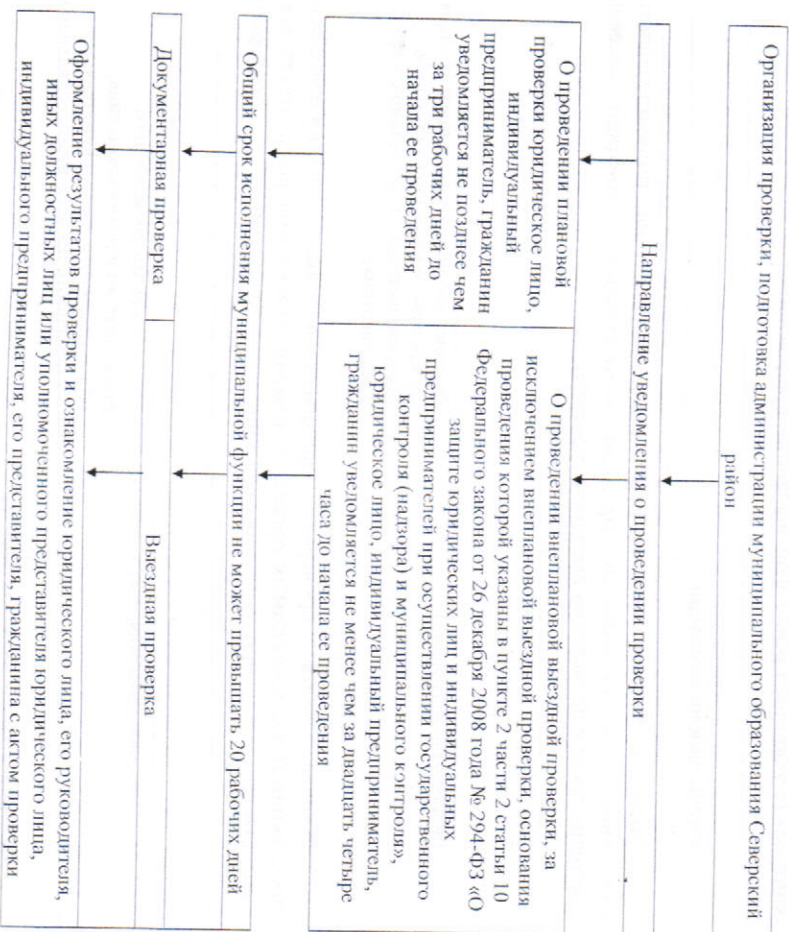 Организация проверки, подготовка администрации муниципального образования Северский
район
Направление уведомления о проведении проверки
О проведении плановой
проверки юридическое лицо,
индивидуальный
предприниматель, гражданин
уведомляется не позднее чем
за три рабочих дней до
начала ее проведения
О проведении внеплановой выездной проверки, за
исключением внеплановой выездной проверки, основания
проведения которой указаны в пункте 2 части 2 статьи 10
Федерального закона от 26 декабря 2008 года № 294-ФЗ «О
защите юридических лиц и индивидуальных
предпринимателей при осуществлении государственного
контроля (надзора) и муниципального контроля»,
юридическое лицо, индивидуальный предприниматель,
гражданин уведомляется не менее чем за двадцать четыре
часа до начала ее проведения
Общий срок исполнения муниципальной функции не может превышать 20 рабочих дней
Документарная проверка
Выездная проверка
Оформление результатов проверки и ознакомление юридического лица, его руководителя,
иных должностных лиц или уполномоченного представителя юридического лица,
индивидуального предпринимателя, его представителя, гражданина с актом проверки